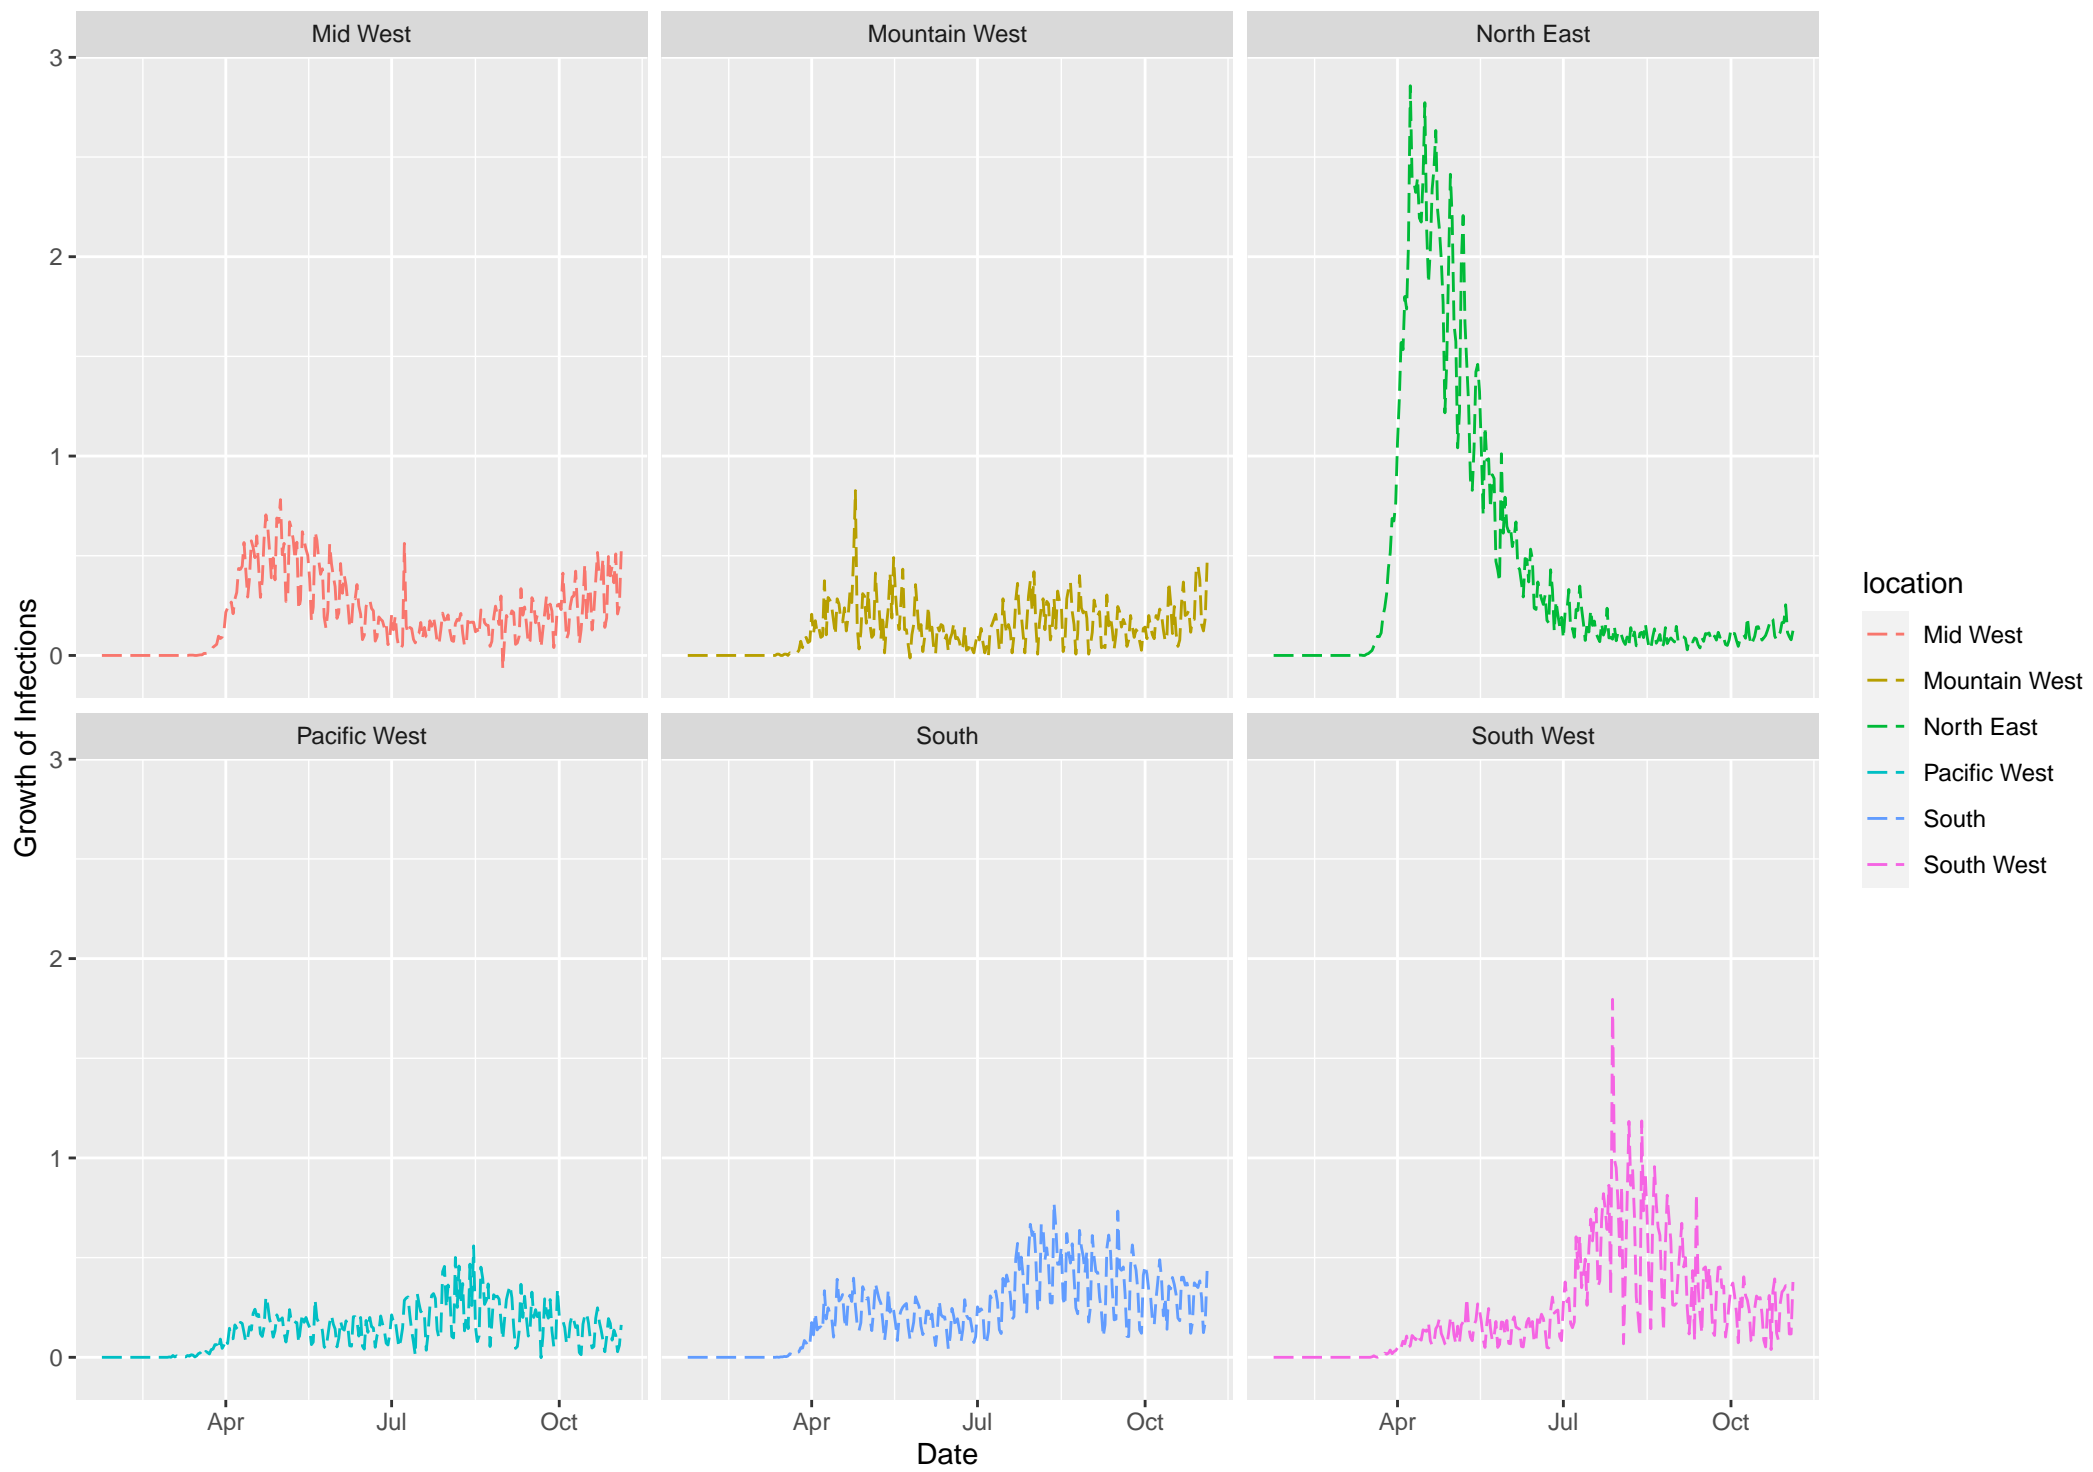 Mid West
Mountain West
North East
3
2
1
0
Growth of Infections
Pacific West
South
South West
3
2
1
0
Apr
Jul
Oct
Apr
Jul
Oct
Apr
Jul
Oct
Date
location
Mid West
Mountain West
North East
Pacific West
South
South West